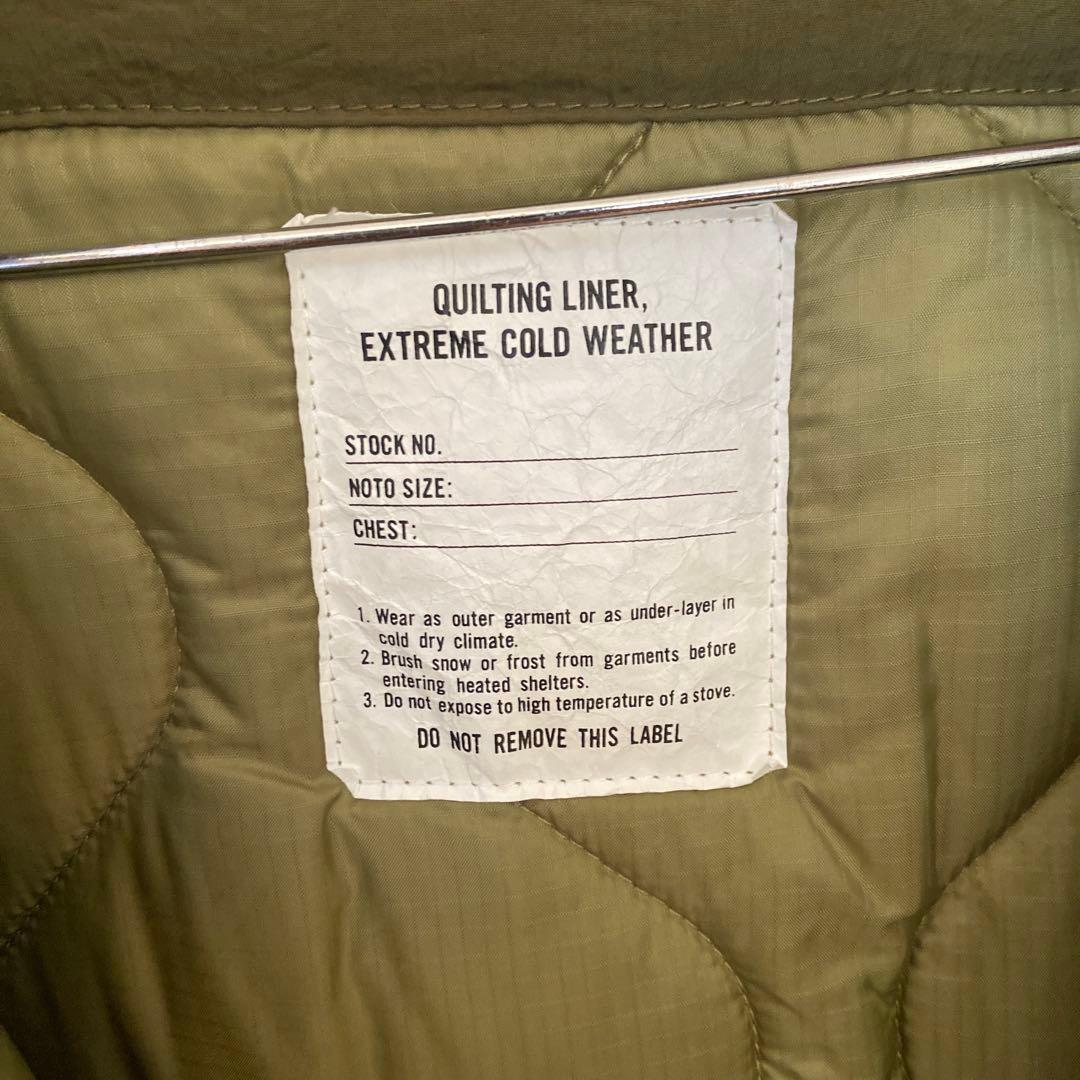 QUILTING LINER,
EXTREME COLD WEATHER
STOCK NO.
NOTO SIZE:
CHEST:
1. Wear as outer garment or as under-layer in
cold dry climate.
2. Brush snow or frost from garments before
entering heated shelters.
3. Do not expose to high temperature of a stove.
DO NOT REMOVE THIS LABEL